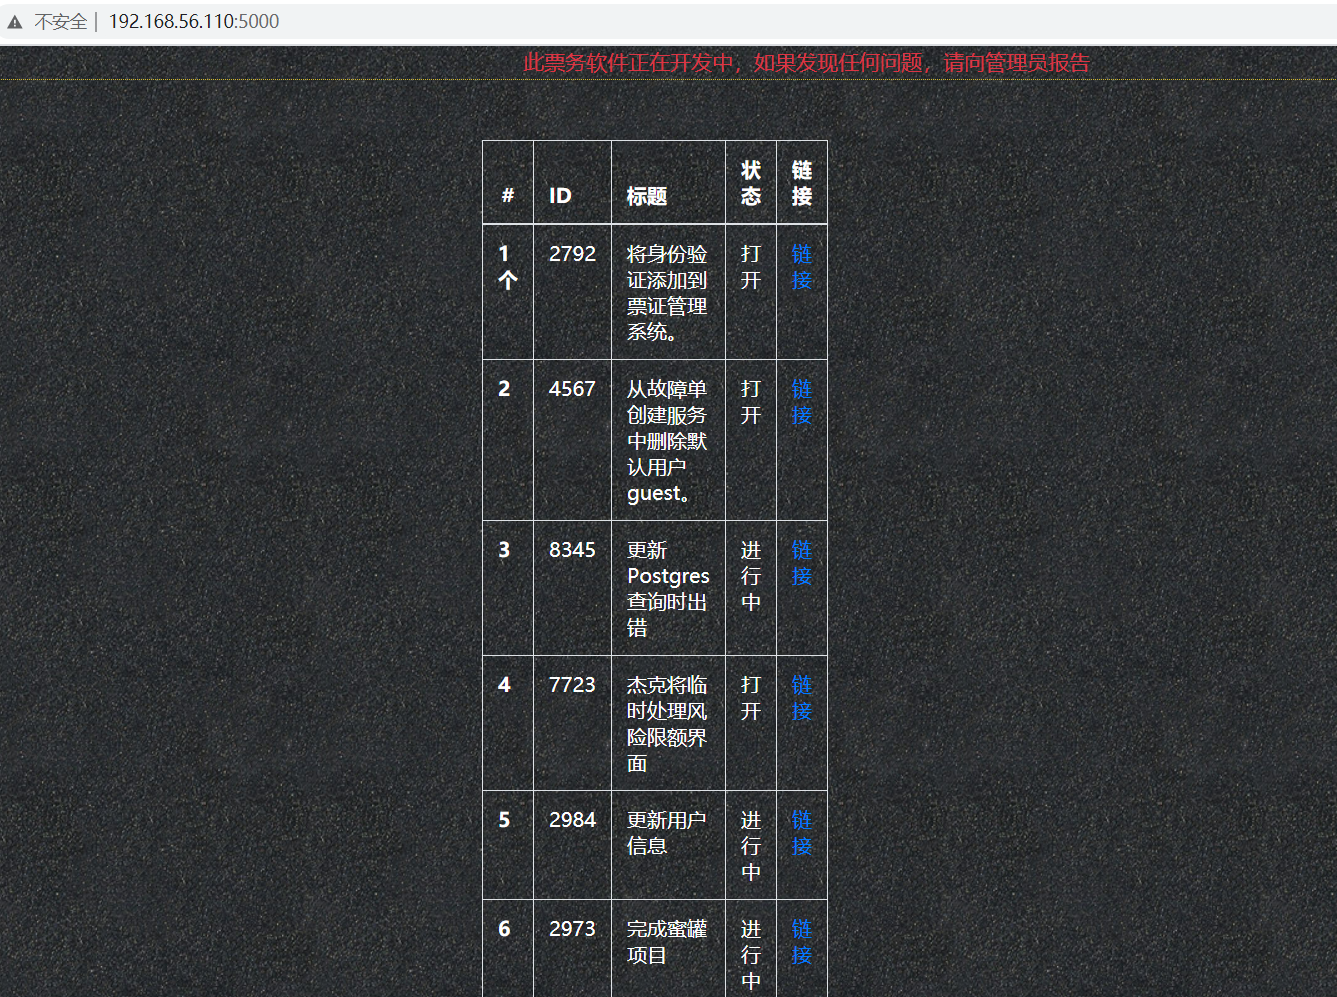 不安全 | 192.168.56.110:5000
此票务软件正在开发中，如果发现任何问题，请向管理员报告
# ID 标题 状态 链接
1个 2792 将身份验证添加到票证管理系统。 打开 链接
2 4567 从故障单创建服务中删除默认用户guest。 打开 链接
3 8345 更新Postgres查询时出错 进行中 链接
4 7723 杰克将临时处理风险限额界面 打开 链接
5 2984 更新用户信息 进行中 链接
6 2973 完成蜜罐项目 进行中 链接